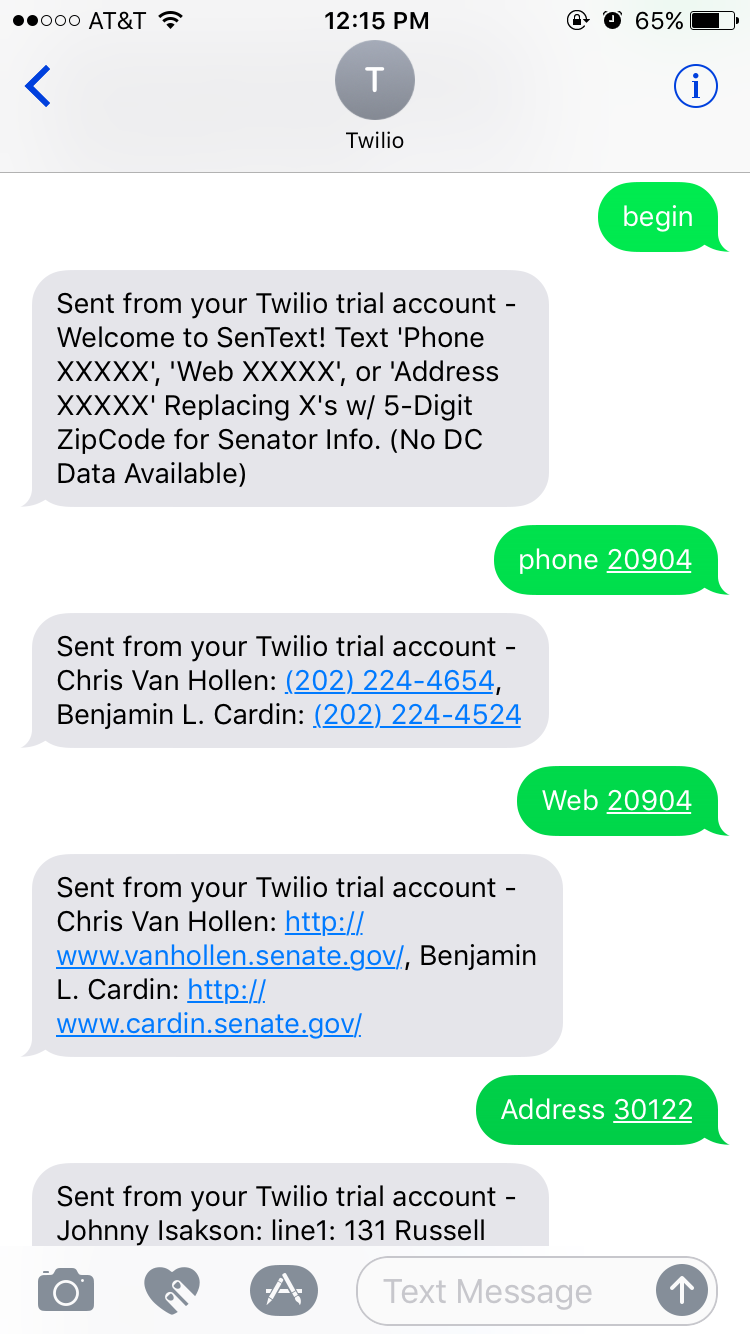 AT&T 12:15 PM 65%
T
Twilio
begin
Sent from your Twilio trial account -
Welcome to SenText! Text 'Phone
XXXXX', 'Web XXXXX', or 'Address
XXXXX' Replacing X's w/ 5-Digit
ZipCode for Senator Info. (No DC
Data Available)
phone 20904
Sent from your Twilio trial account -
Chris Van Hollen: (202) 224-4654,
Benjamin L. Cardin: (202) 224-4524
Web 20904
Sent from your Twilio trial account -
Chris Van Hollen: http://
www.vanhollen.senate.gov/, Benjamin
L. Cardin: http://
www.cardin.senate.gov/
Address 30122
Sent from your Twilio trial account -
Johnny Isakson: line1: 131 Russell
Text Message